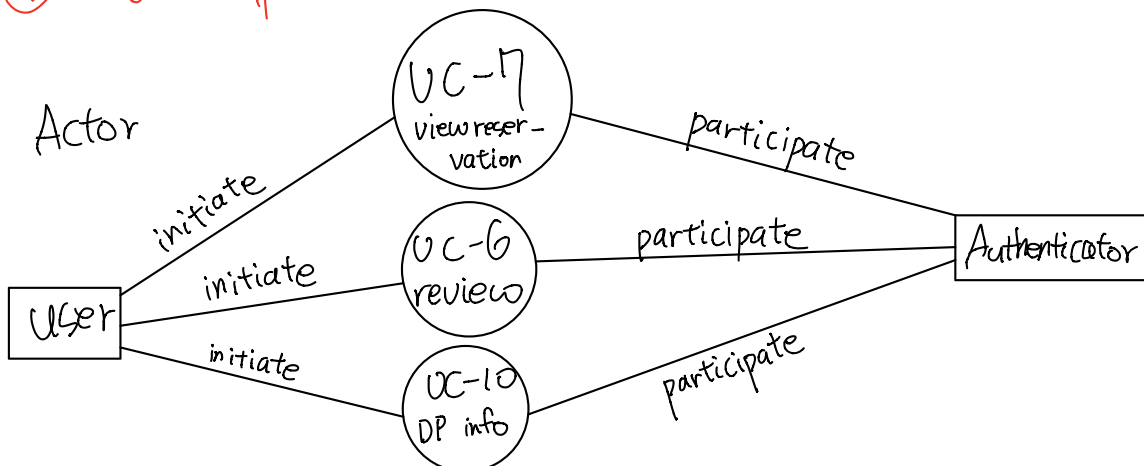 Actor
User
initiate
initiate
initiate
UC-7
view reser-
vation
UC-6
review
UC-10
DP info
participate
participate
participate
Authenticator